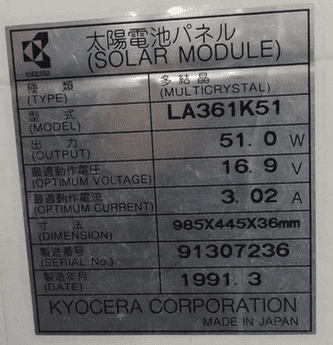 KYOCERA
太陽電池パネル
(SOLAR MODULE)
種類
(TYPE)
多結晶
(MULTICRYSTAL)
型式
(MODEL)
LA361K51
出力
(OUTPUT)
51.0 W
最適動作電圧
(OPTIMUM VOLTAGE)
16.9 V
最適動作電流
(OPTIMUM CURRENT)
3.02 A
寸法
(DIMENSION)
985X445X36mm
製造番号
(SERIAL No.)
91307236
製造年月
(DATE)
1991.3
KYOCERA CORPORATION
MADE IN JAPAN